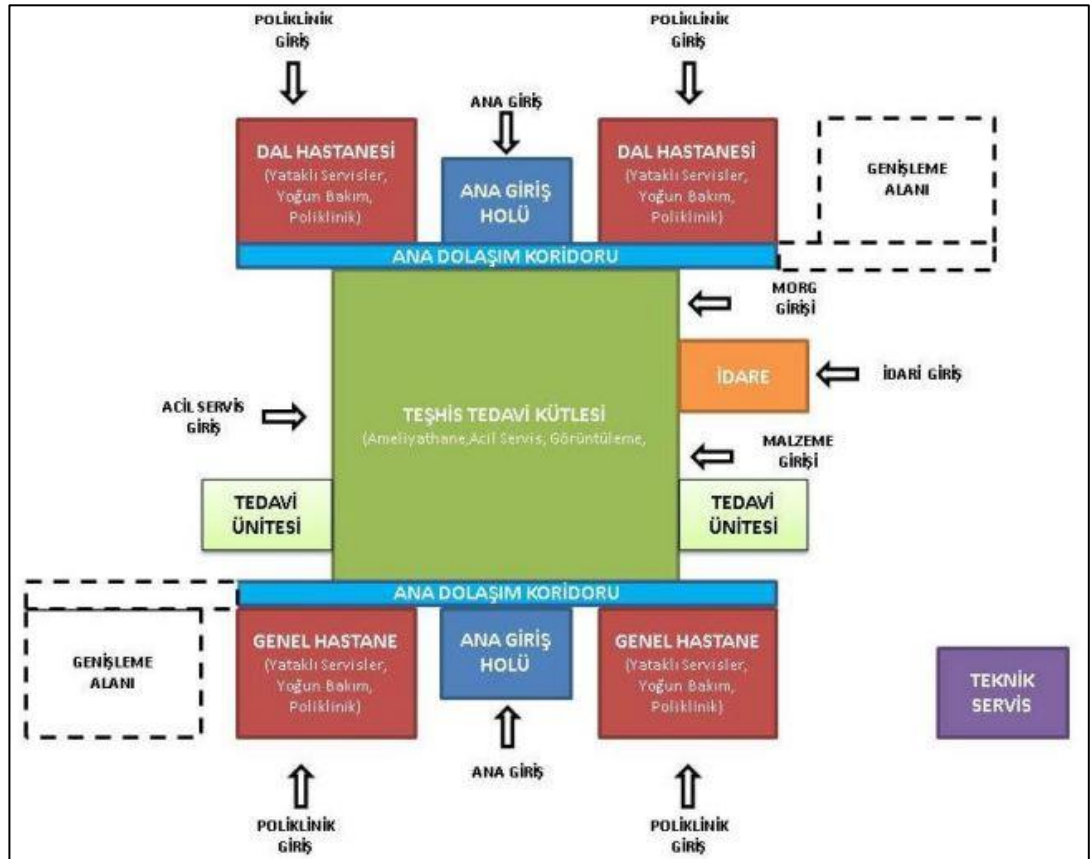 POLİKLİNİK
GİRİŞ
POLİKLİNİK
GİRİŞ
ANA GİRİŞ
DAL HASTANESİ
(Yataklı Servisler,
Yoğun Bakım,
Poliklinik)
ANA GİRİŞ
HOLÜ
DAL HASTANESİ
(Yataklı Servisler,
Yoğun Bakım,
Poliklinik)
GENİŞLEME
ALANI
ANA DOLAŞIM KORİDORU
MORG
GİRİŞİ
İDARE
İDARİ GİRİŞ
ACİL SERVİS
GİRİŞ
TEŞHİS TEDAVİ KÜTLESİ
(Ameliyathane,Acil Servis, Görüntüleme,
MALZEME
GİRİŞİ
TEDAVİ
ÜNİTESİ
TEDAVİ
ÜNİTESİ
ANA DOLAŞIM KORİDORU
GENİŞLEME
ALANI
GENEL HASTANE
(Yataklı Servisler,
Yoğun Bakım,
Poliklinik)
ANA GİRİŞ
HOLÜ
GENEL HASTANE
(Yataklı Servisler,
Yoğun Bakım,
Poliklinik)
TEKNİK
SERVİS
ANA GİRİŞ
POLİKLİNİK
GİRİŞ
POLİKLİNİK
GİRİŞ